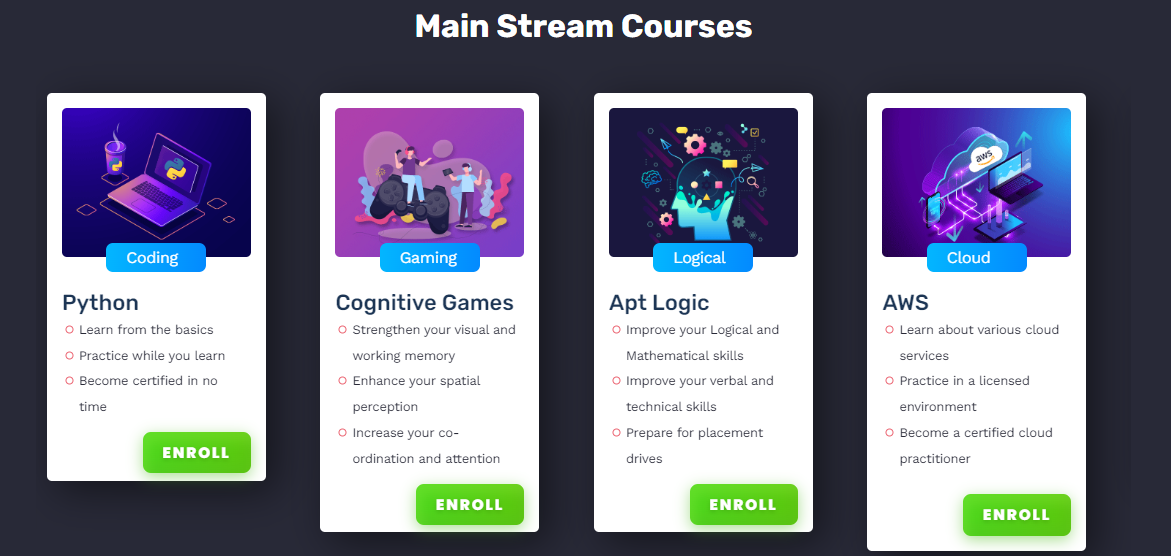 Main Stream Courses
Coding
Python
Learn from the basics
Practice while you learn
Become certified in no
time
ENROLL
Gaming
Cognitive Games
Strengthen your visual and
working memory
Enhance your spatial
perception
Increase your co-
ordination and attention
ENROLL
Logical
Apt Logic
Improve your Logical and
Mathematical skills
Improve your verbal and
technical skills
Prepare for placement
drives
ENROLL
aws
Cloud
AWS
Learn about various cloud
services
Practice in a licensed
environment
Become a certified cloud
practitioner
ENROLL